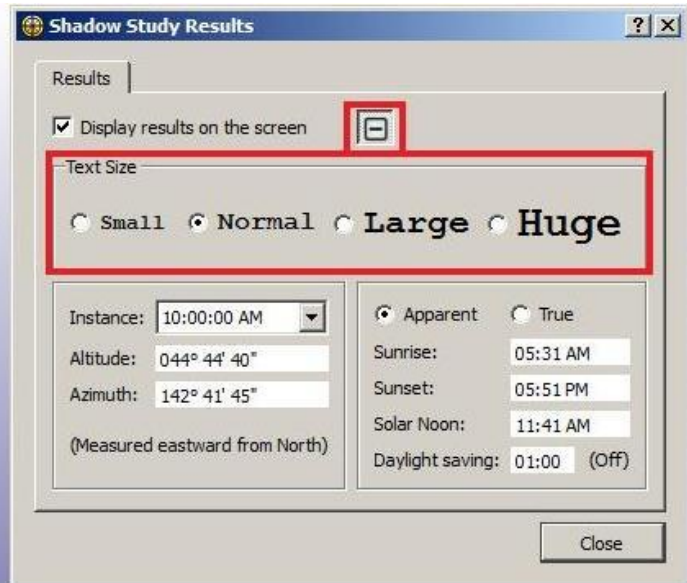 Shadow Study Results
Results
Display results on the screen
Text Size
Small Normal Large Huge
Instance: 10:00:00 AM
Altitude: 044º 44' 40"
Azimuth: 142º 41' 45"
(Measured eastward from North)
Apparent True
Sunrise: 05:31 AM
Sunset: 05:51 PM
Solar Noon: 11:41 AM
Daylight saving: 01:00 (Off)
Close